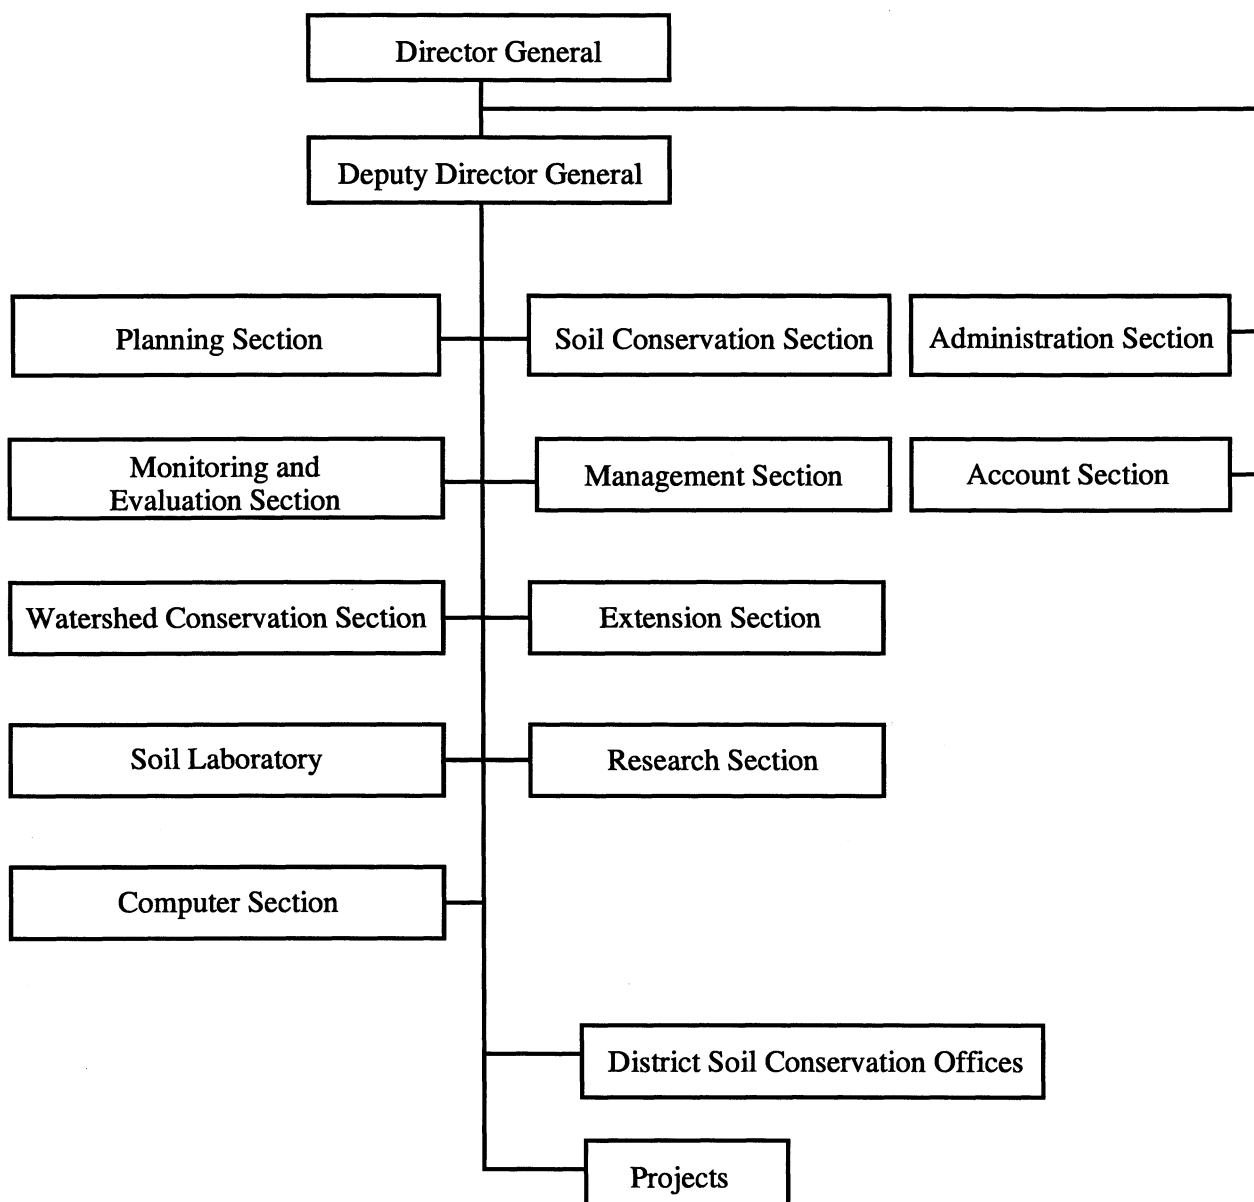 Director General
Deputy Director General
Planning Section
Soil Conservation Section
Administration Section
Monitoring and
Evaluation Section
Management Section
Account Section
Watershed Conservation Section
Extension Section
Soil Laboratory
Research Section
Computer Section
District Soil Conservation Offices
Projects